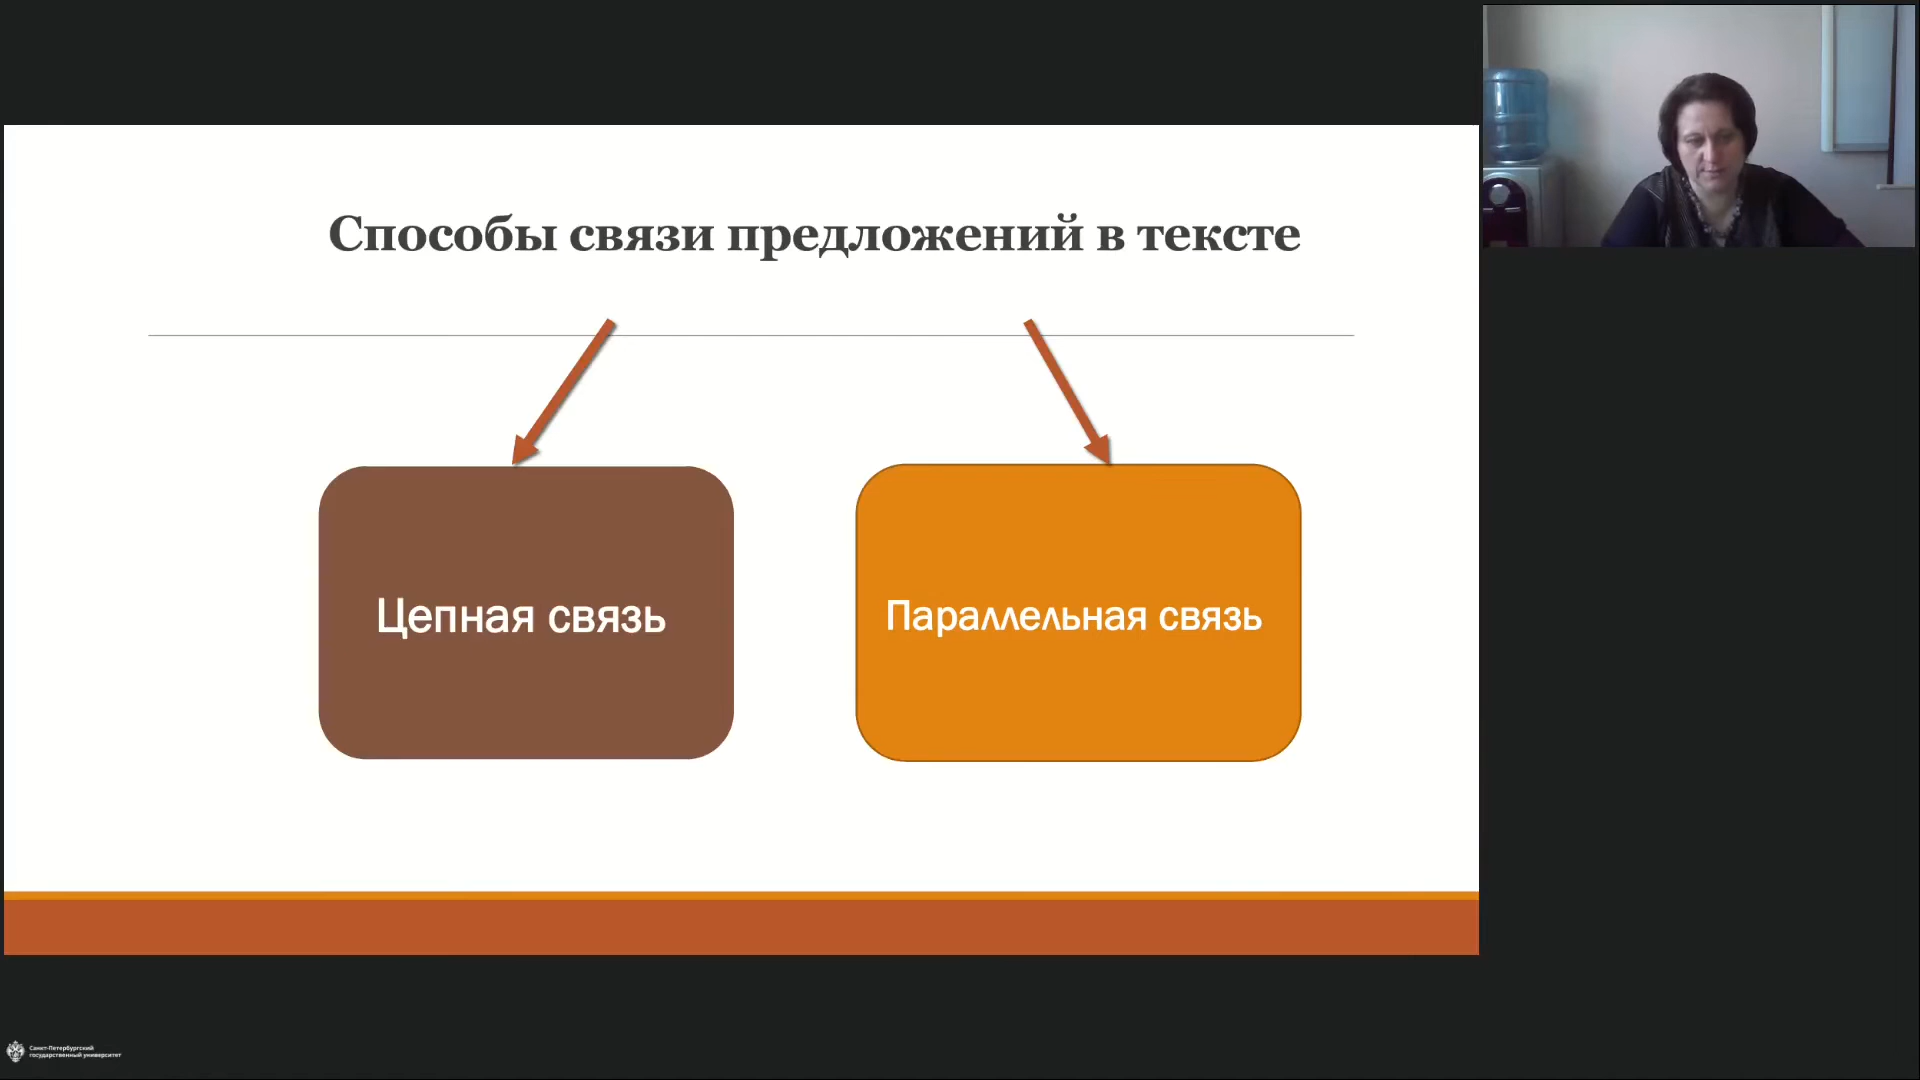 Способы связи предложений в тексте
Цепная связь
Параллельная связь
Санкт-Петербургский
государственный университет